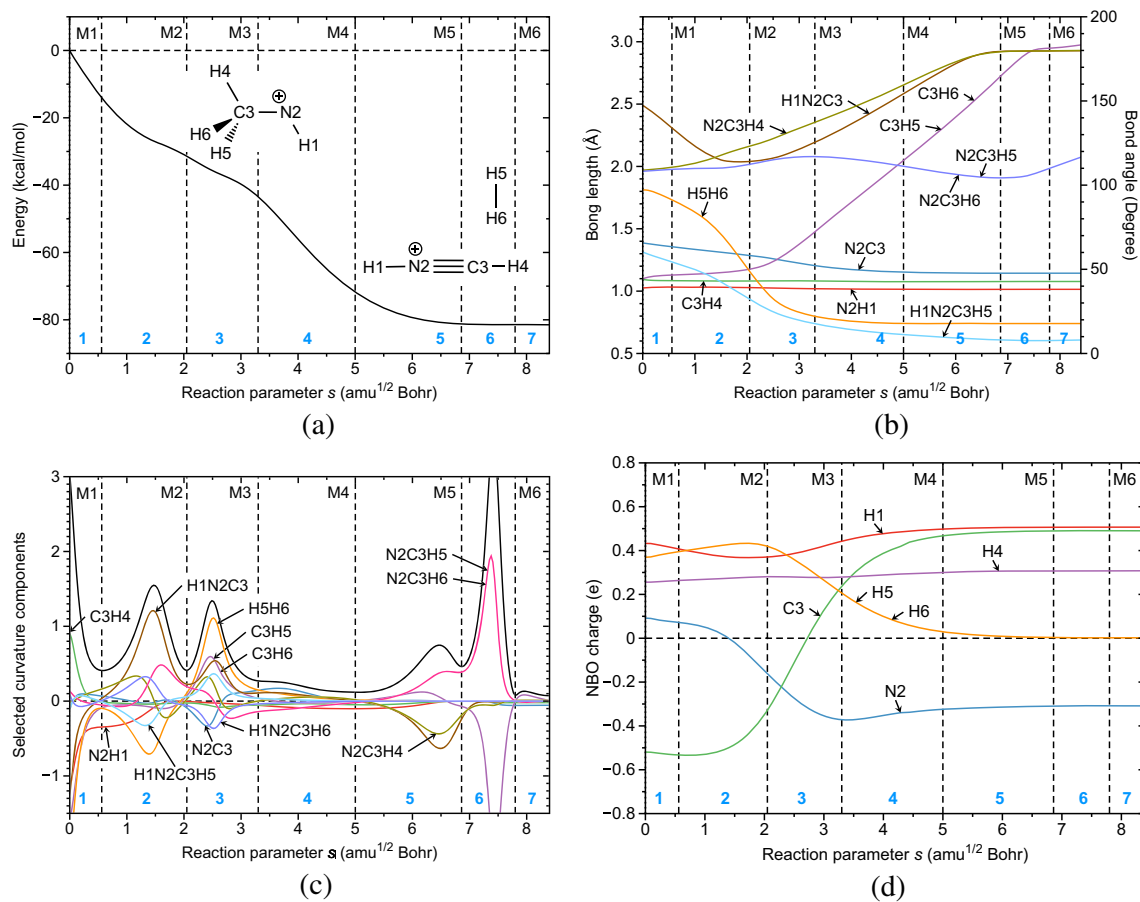 M1 M2 M3 M4 M5 M6
0
−20
−40
−60
−80
Energy (kcal/mol)
H4
⊕
C3 N2
H6
H5
H1
H5
H6
⊕
H1 N2 C3 H4
1 2 3 4 5 6 7
0 1 2 3 4 5 6 7 8
Reaction parameter s (amu1/2 Bohr)
(a)
M1 M2 M3 M4 M5 M6
3.0
2.5
2.0
1.5
1.0
0.5
Bong length (Å)
200
150
100
50
0
Bond angle (Degree)
N2C3H4
H1N2C3
C3H6
C3H5
N2C3H5
N2C3H6
H5H6
N2C3
C3H4
N2H1
H1N2C3H5
1 2 3 4 5 6 7
0 1 2 3 4 5 6 7 8
Reaction parameter s (amu1/2 Bohr)
(b)
M1 M2 M3 M4 M5 M6
3
2
1
0
−1
Selected curvature components
C3H4
H1N2C3
H5H6
C3H5
C3H6
N2C3H5
N2C3H6
N2H1
H1N2C3H5
N2C3
H1N2C3H6
N2C3H4
1 2 3 4 5 6 7
0 1 2 3 4 5 6 7 8
Reaction parameter s (amu1/2 Bohr)
(c)
M1 M2 M3 M4 M5 M6
0.8
0.6
0.4
0.2
0
−0.2
−0.4
−0.6
−0.8
NBO charge (e)
H1
H4
C3
H5
H6
N2
1 2 3 4 5 6 7
0 1 2 3 4 5 6 7 8
Reaction parameter s (amu1/2 Bohr)
(d)